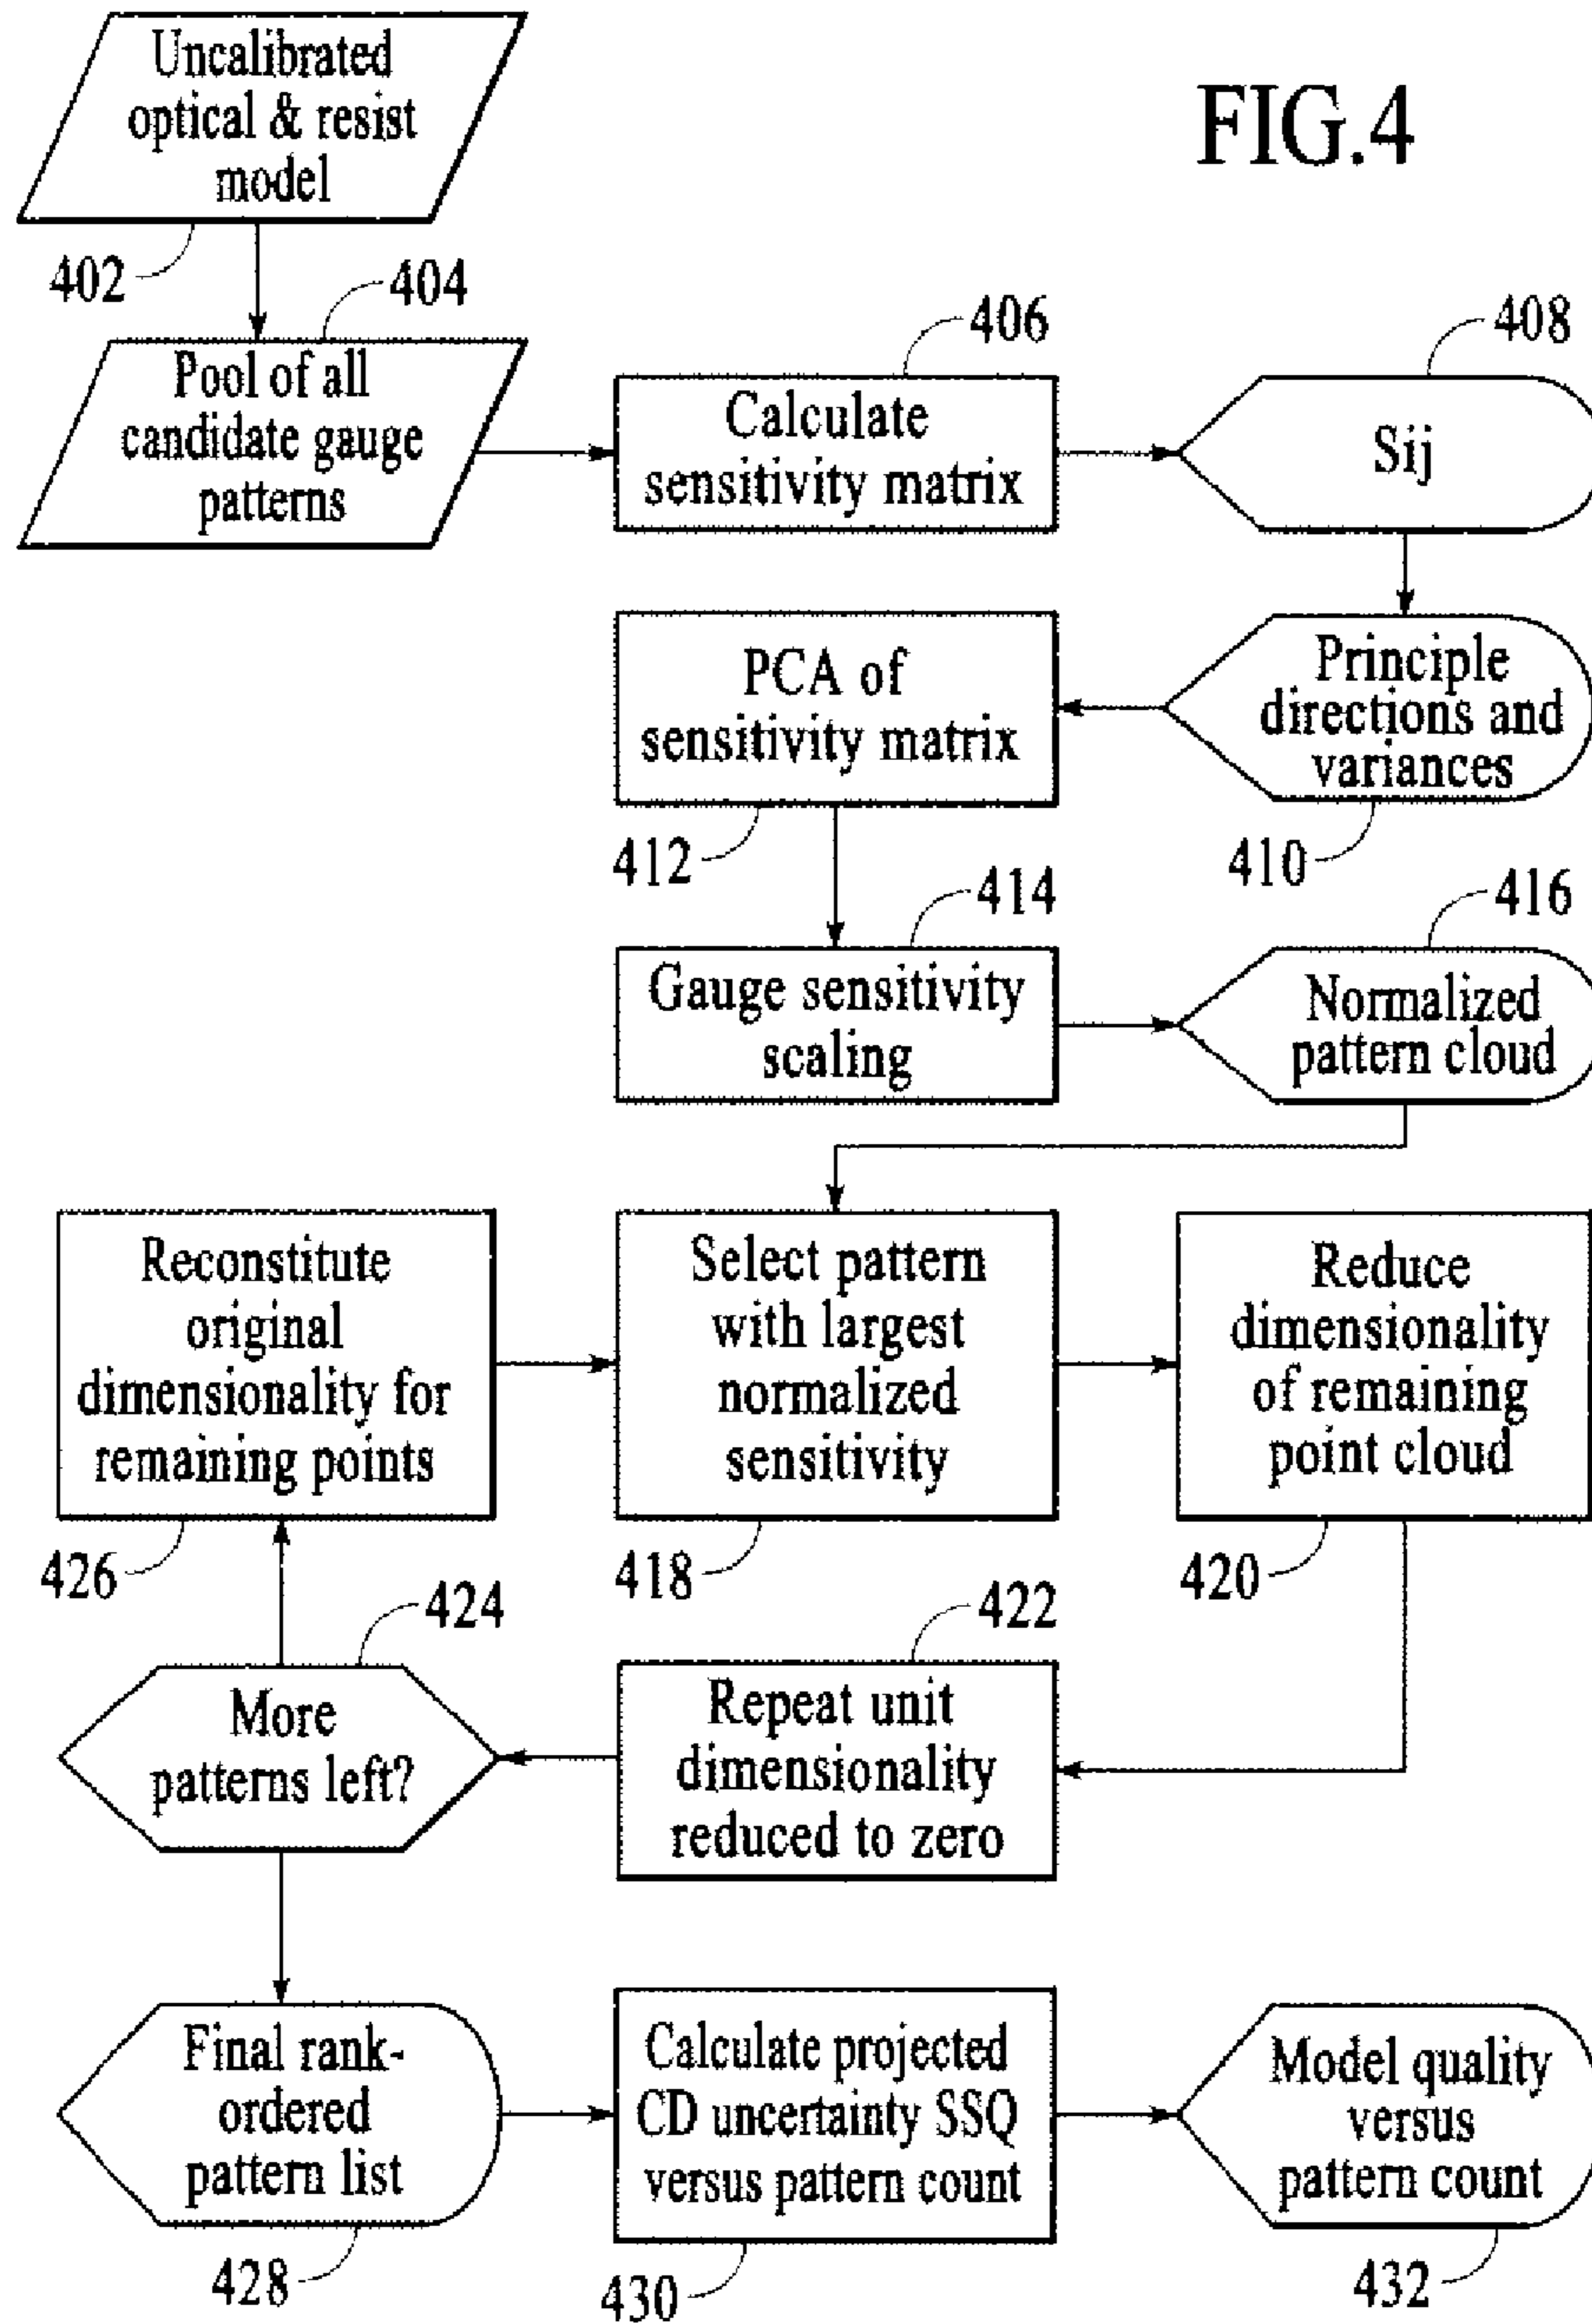 FIG.4
Uncalibrated
optical & resist
model
402
404
Pool of all
candidate gauge
patterns
406
Calculate
sensitivity matrix
408
Sij
PCA of
sensitivity matrix
412
Principle
directions and
variances
410
414
Gauge sensitivity
scaling
416
Normalized
pattern cloud
Reconstitute
original
dimensionality for
remaining points
426
Select pattern
with largest
normalized
sensitivity
418
Reduce
dimensionality
of remaining
point cloud
420
424
More
patterns left?
422
Repeat unit
dimensionality
reduced to zero
Final rank-
ordered
pattern list
428
Calculate projected
CD uncertainty SSQ
versus pattern count
430
Model quality
versus
pattern count
432